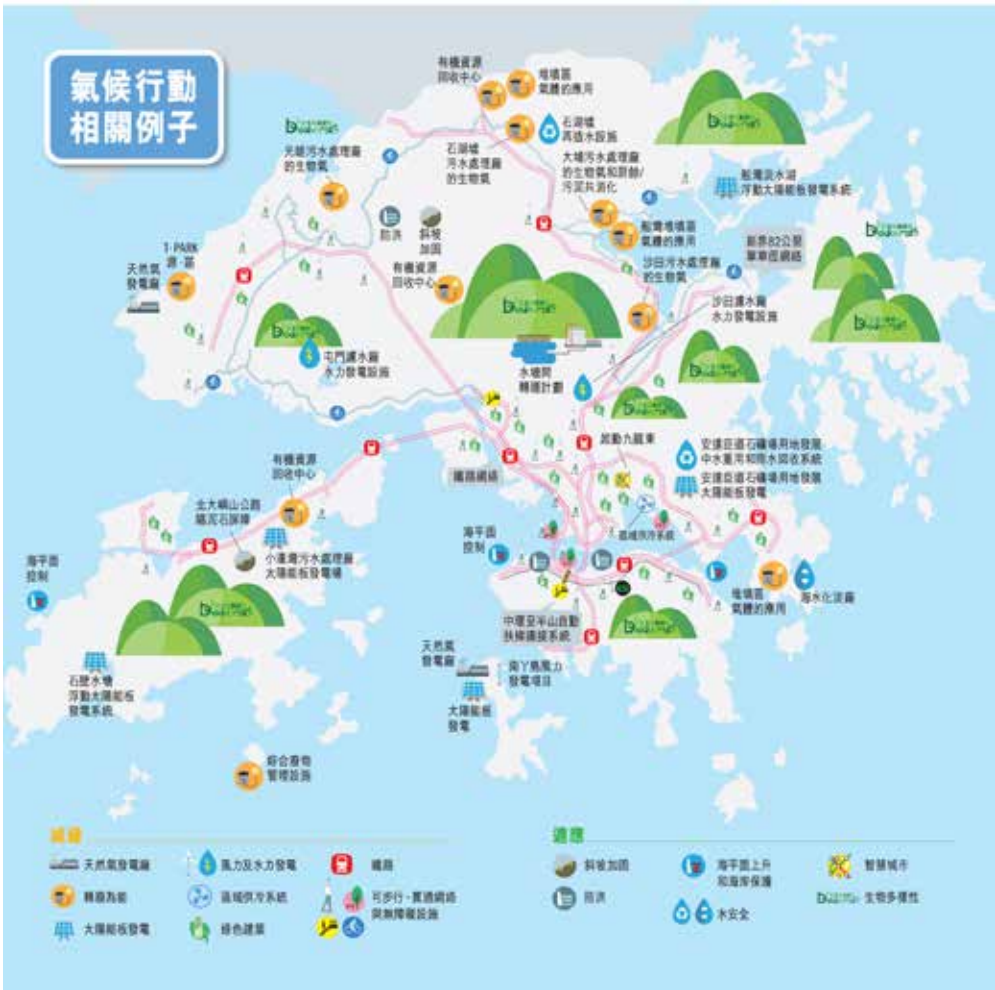 氣候行動
相關例子
有機資源
回收中心
堆填區
氣體的應用
石湖墟
再造水設施
石湖墟
污水處理廠
的生物氣
元朗污水處理廠
的生物氣
大埔污水處理廠
的生物氣和廚餘/
污泥共消化
船灣淡水湖
浮動太陽能板發電系統
船灣堆填區
氣體的應用
新界82公里
單車徑網絡
防洪
斜坡
加固
有機資源
回收中心
沙田污水處理廠
的生物氣
沙田濾水廠
水力發電設施
T-PARK
源·區
天然氣
發電廠
屯門濾水廠
水力發電設施
水塘間
轉運計劃
起動九龍東
安達臣道石礦場用地發展
中水重用和雨水回收系統
安達臣道石礦場用地發展
太陽能板發電
鐵路網絡
有機資源
回收中心
北大嶼山公路
小蠔灣污水處理廠
太陽能板發電場
區域供冷系統
海平面
控制
海平面
控制
堆填區
氣體的應用
海水化淡廠
中環至半山自動
扶梯連接系統
天然氣
發電廠
南丫島風力
發電項目
太陽能板
發電
石壁水塘
浮動太陽能板
發電系統
綜合廢物
管理設施
減緩
天然氣發電廠
風力及水力發電
鐵路
轉廢為能
區域供冷系統
可步行、貫通網絡
與無障礙設施
太陽能板發電
綠色建築
適應
斜坡加固
海平面上升
和海岸保護
智慧城市
防洪
水安全
生物多樣性